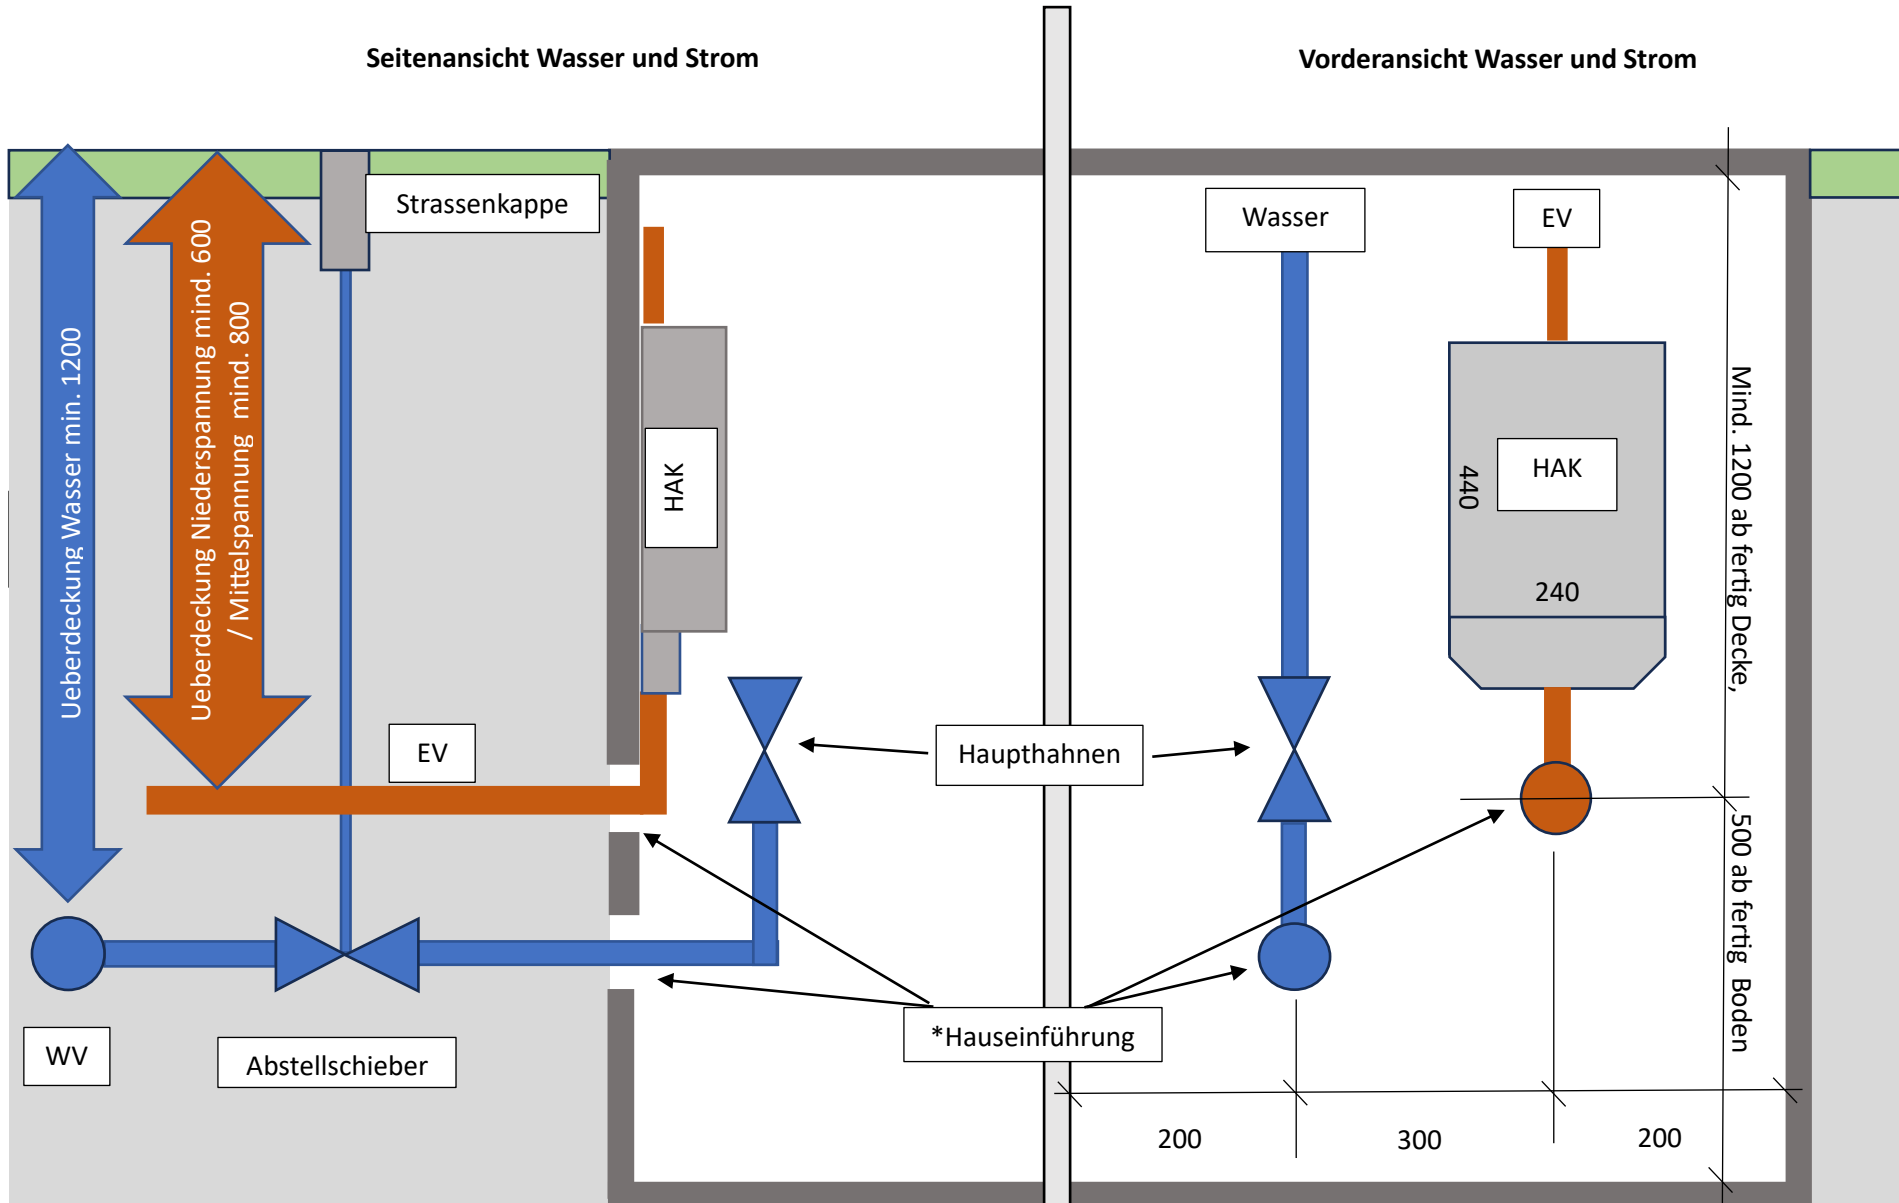 Seitenansicht Wasser und Strom
Vorderansicht Wasser und Strom
Strassenkappe
Ueberdeckung Wasser min. 1200
Ueberdeckung Niederspannung mind. 600
/ Mittelspannung  mind. 800
HAK
EV
WV
Abstellschieber
Haupthahnen
*Hauseinführung
Wasser
EV
HAK
440
240
Mind. 1200 ab fertig Decke,
500 ab fertig  Boden
200
300
200